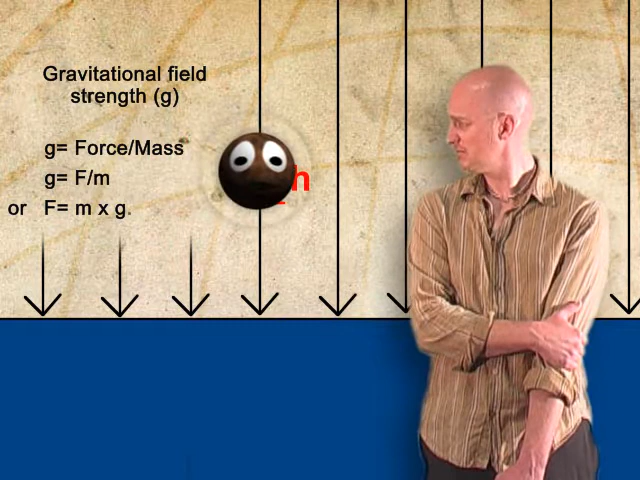 Gravitational field
strength (g)
g= Force/Mass
g= F/m
or F= m x g.
h